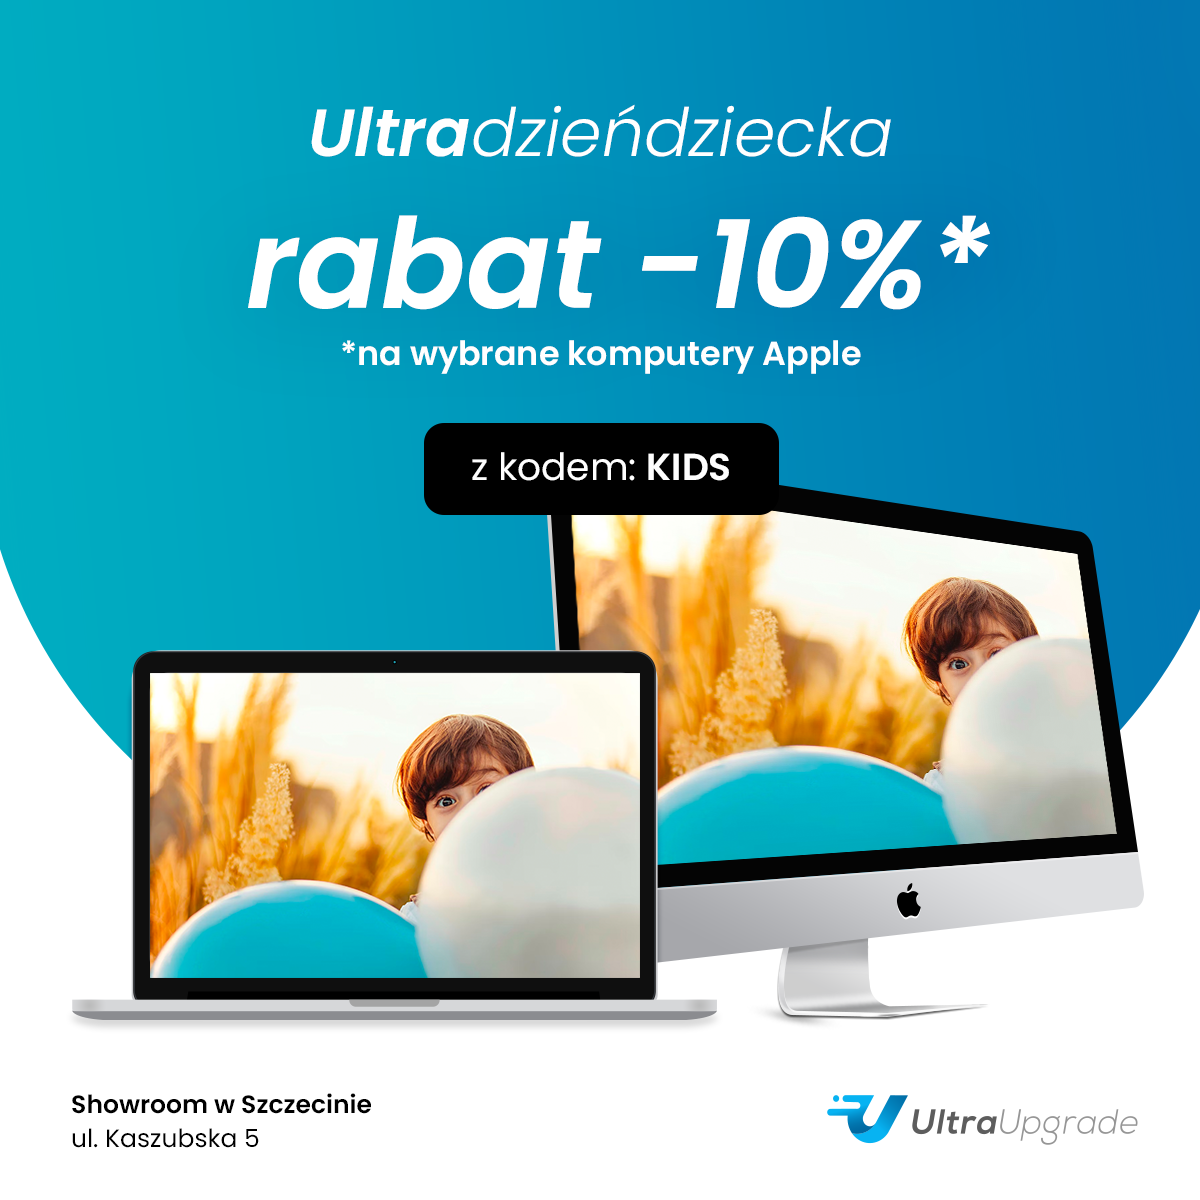 Ultradzieńdziecka
rabat -10%*
*na wybrane komputery Apple
z kodem: KIDS
Showroom w Szczecinie
ul. Kaszubska 5
UltraUpgrade